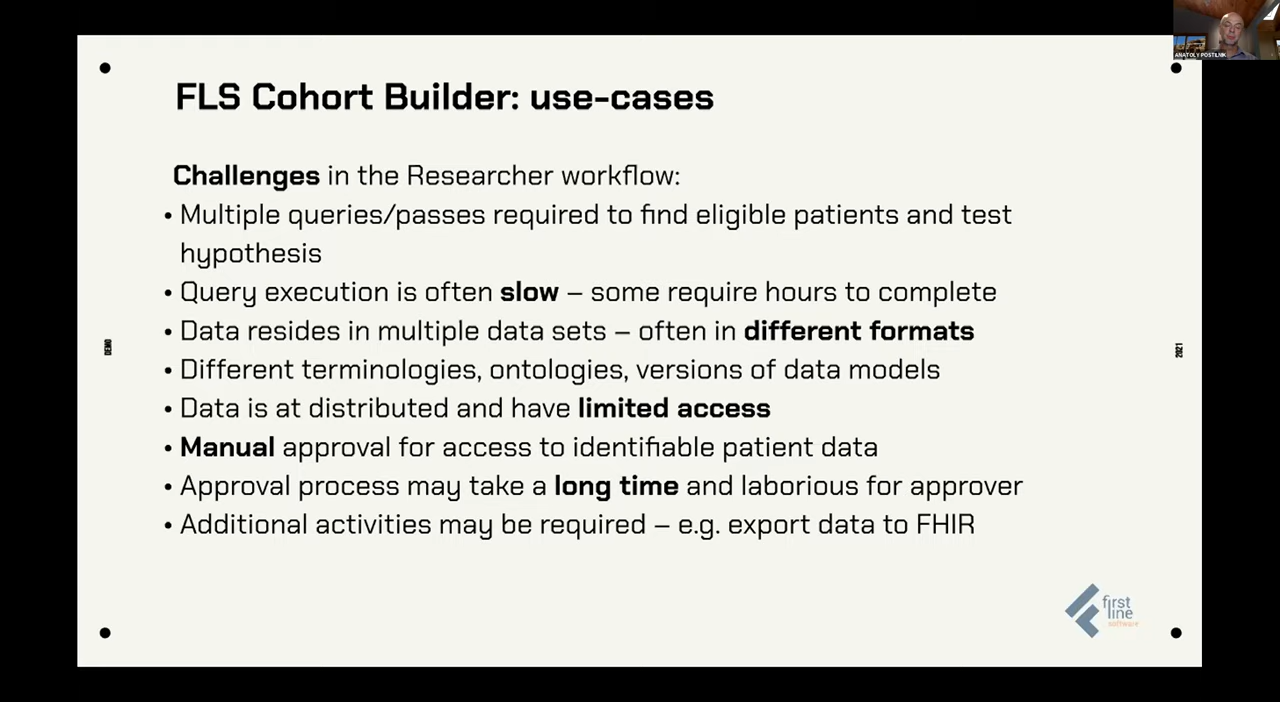 ANATOLY POSTILNIK
FLS Cohort Builder: use-cases
Challenges in the Researcher workflow:
• Multiple queries/passes required to find eligible patients and test
hypothesis
• Query execution is often slow – some require hours to complete
• Data resides in multiple data sets – often in different formats
• Different terminologies, ontologies, versions of data models
• Data is at distributed and have limited access
• Manual approval for access to identifiable patient data
• Approval process may take a long time and laborious for approver
• Additional activities may be required – e.g. export data to FHIR
DEMO
2021
first
line
software